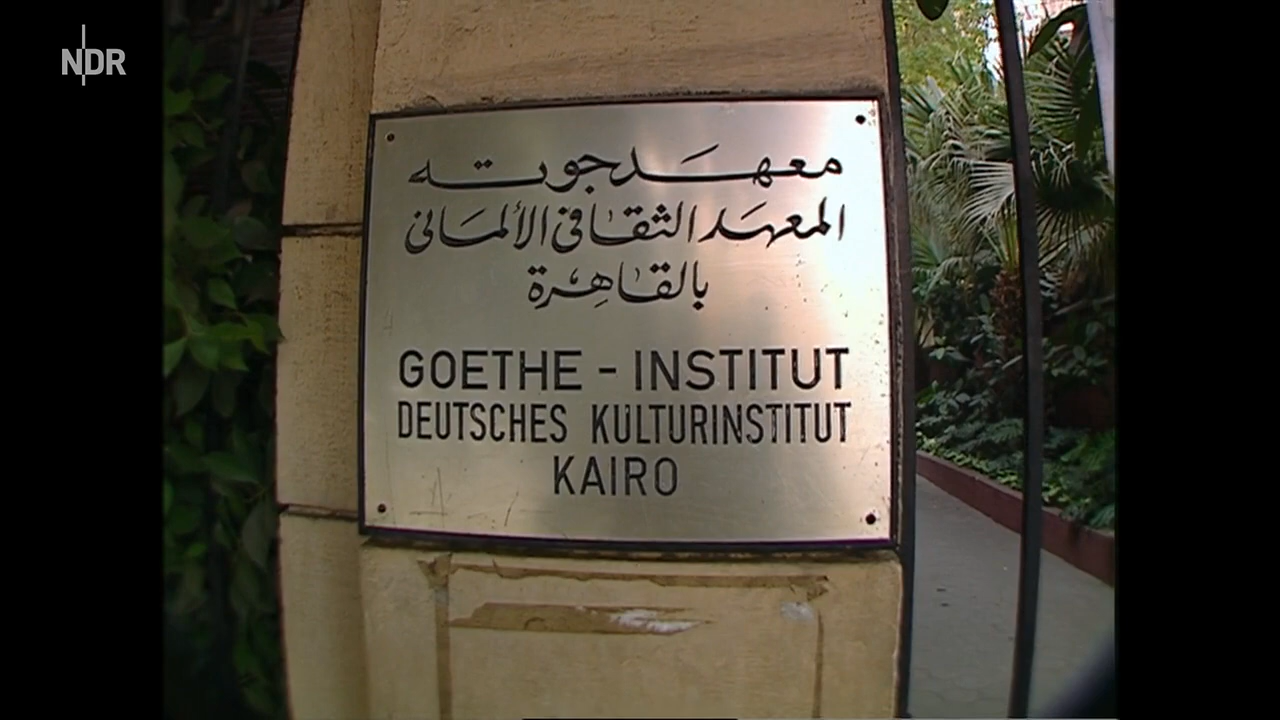 NDR
معهد جوته
المعهد الثقافى الألمانى
بالقاهرة
GOETHE - INSTITUT
DEUTSCHES KULTURINSTITUT
KAIRO